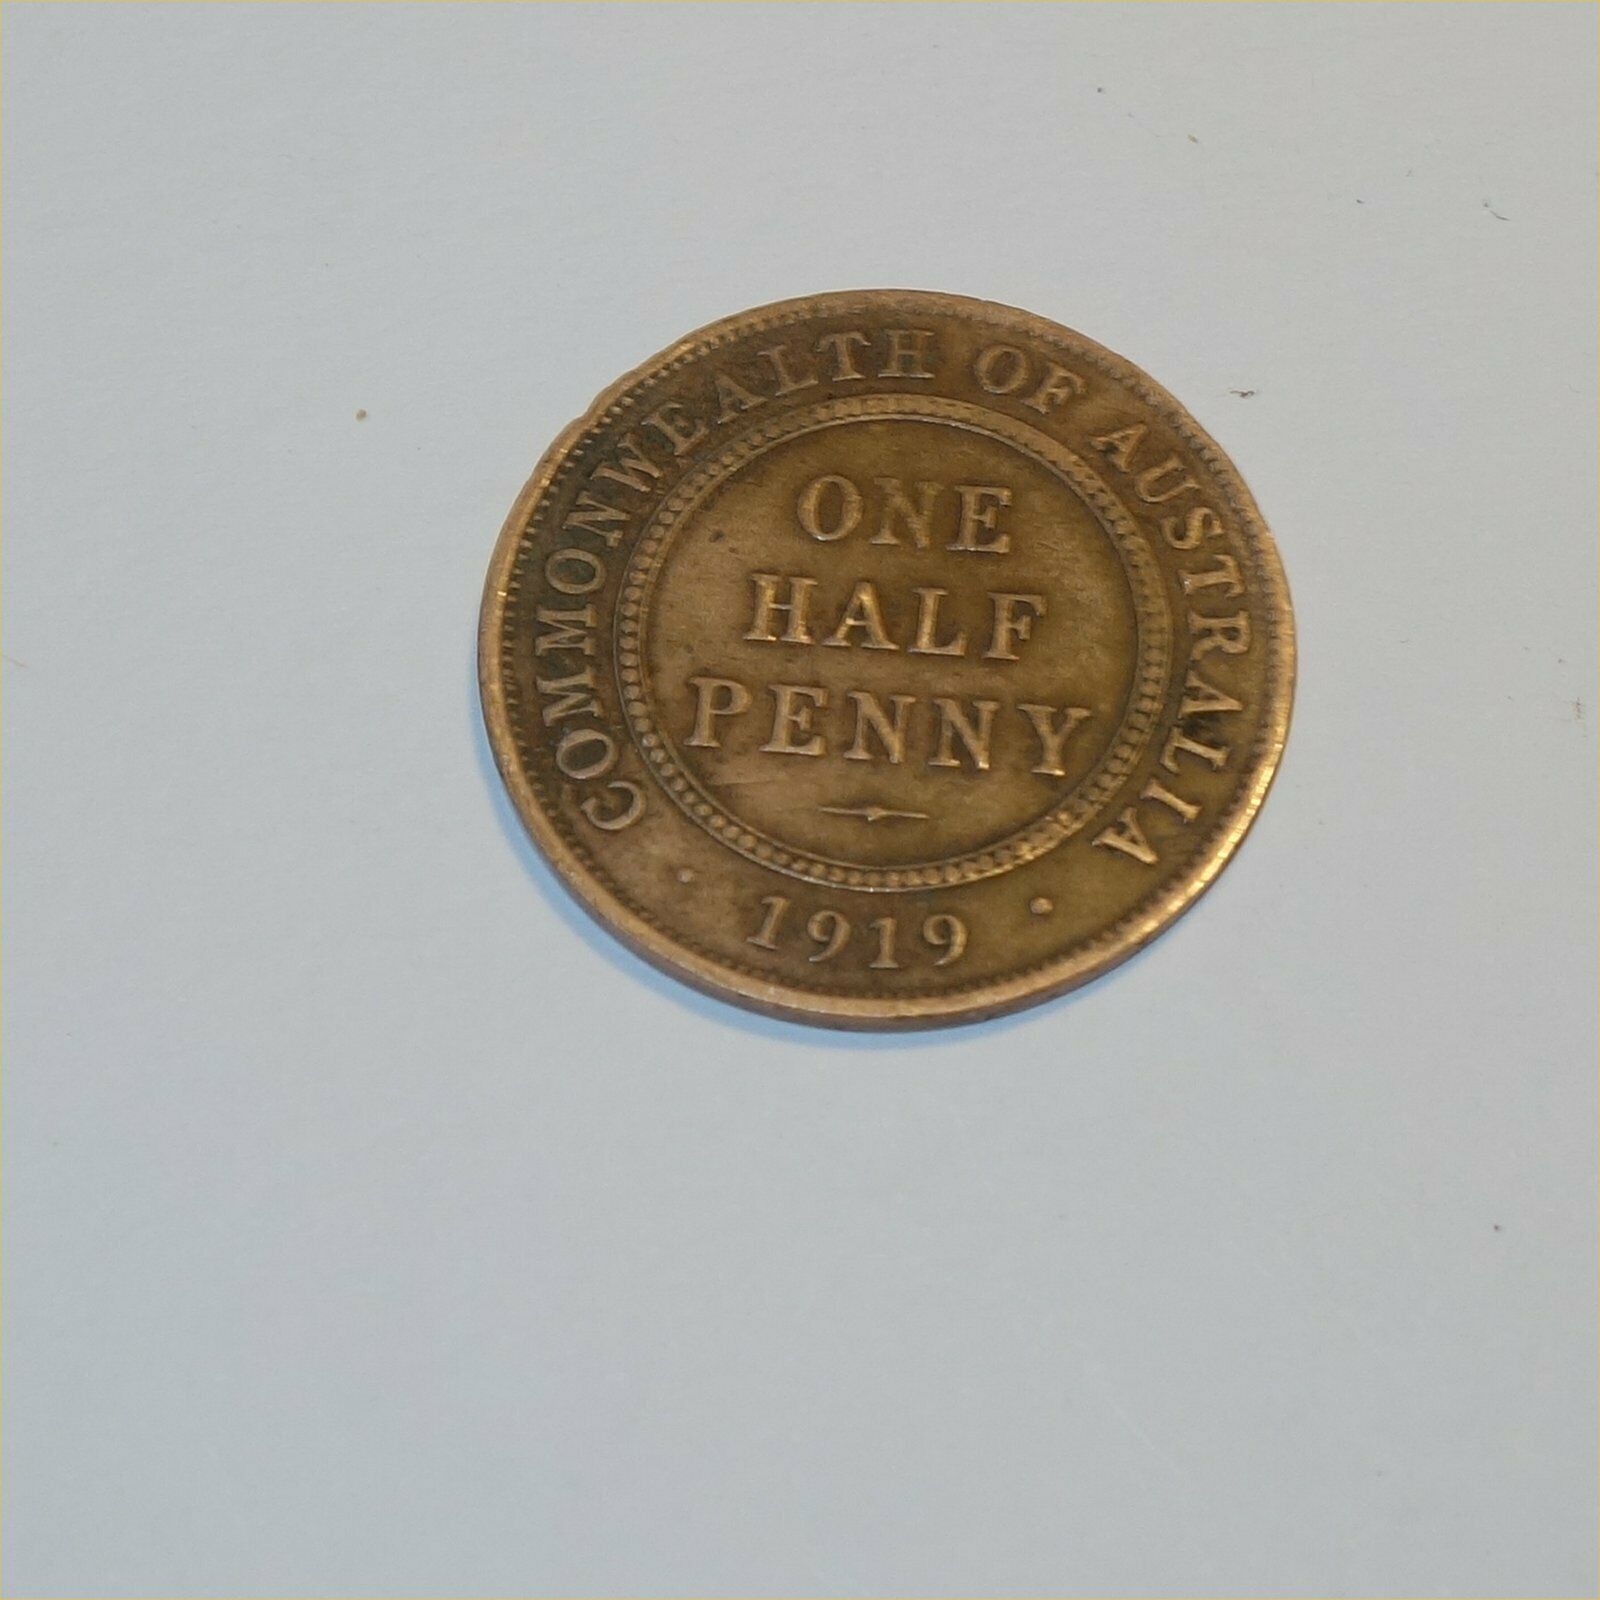 COMMONWEALTH OF AUSTRALIA
ONE
HALF
PENNY
· 1919 ·